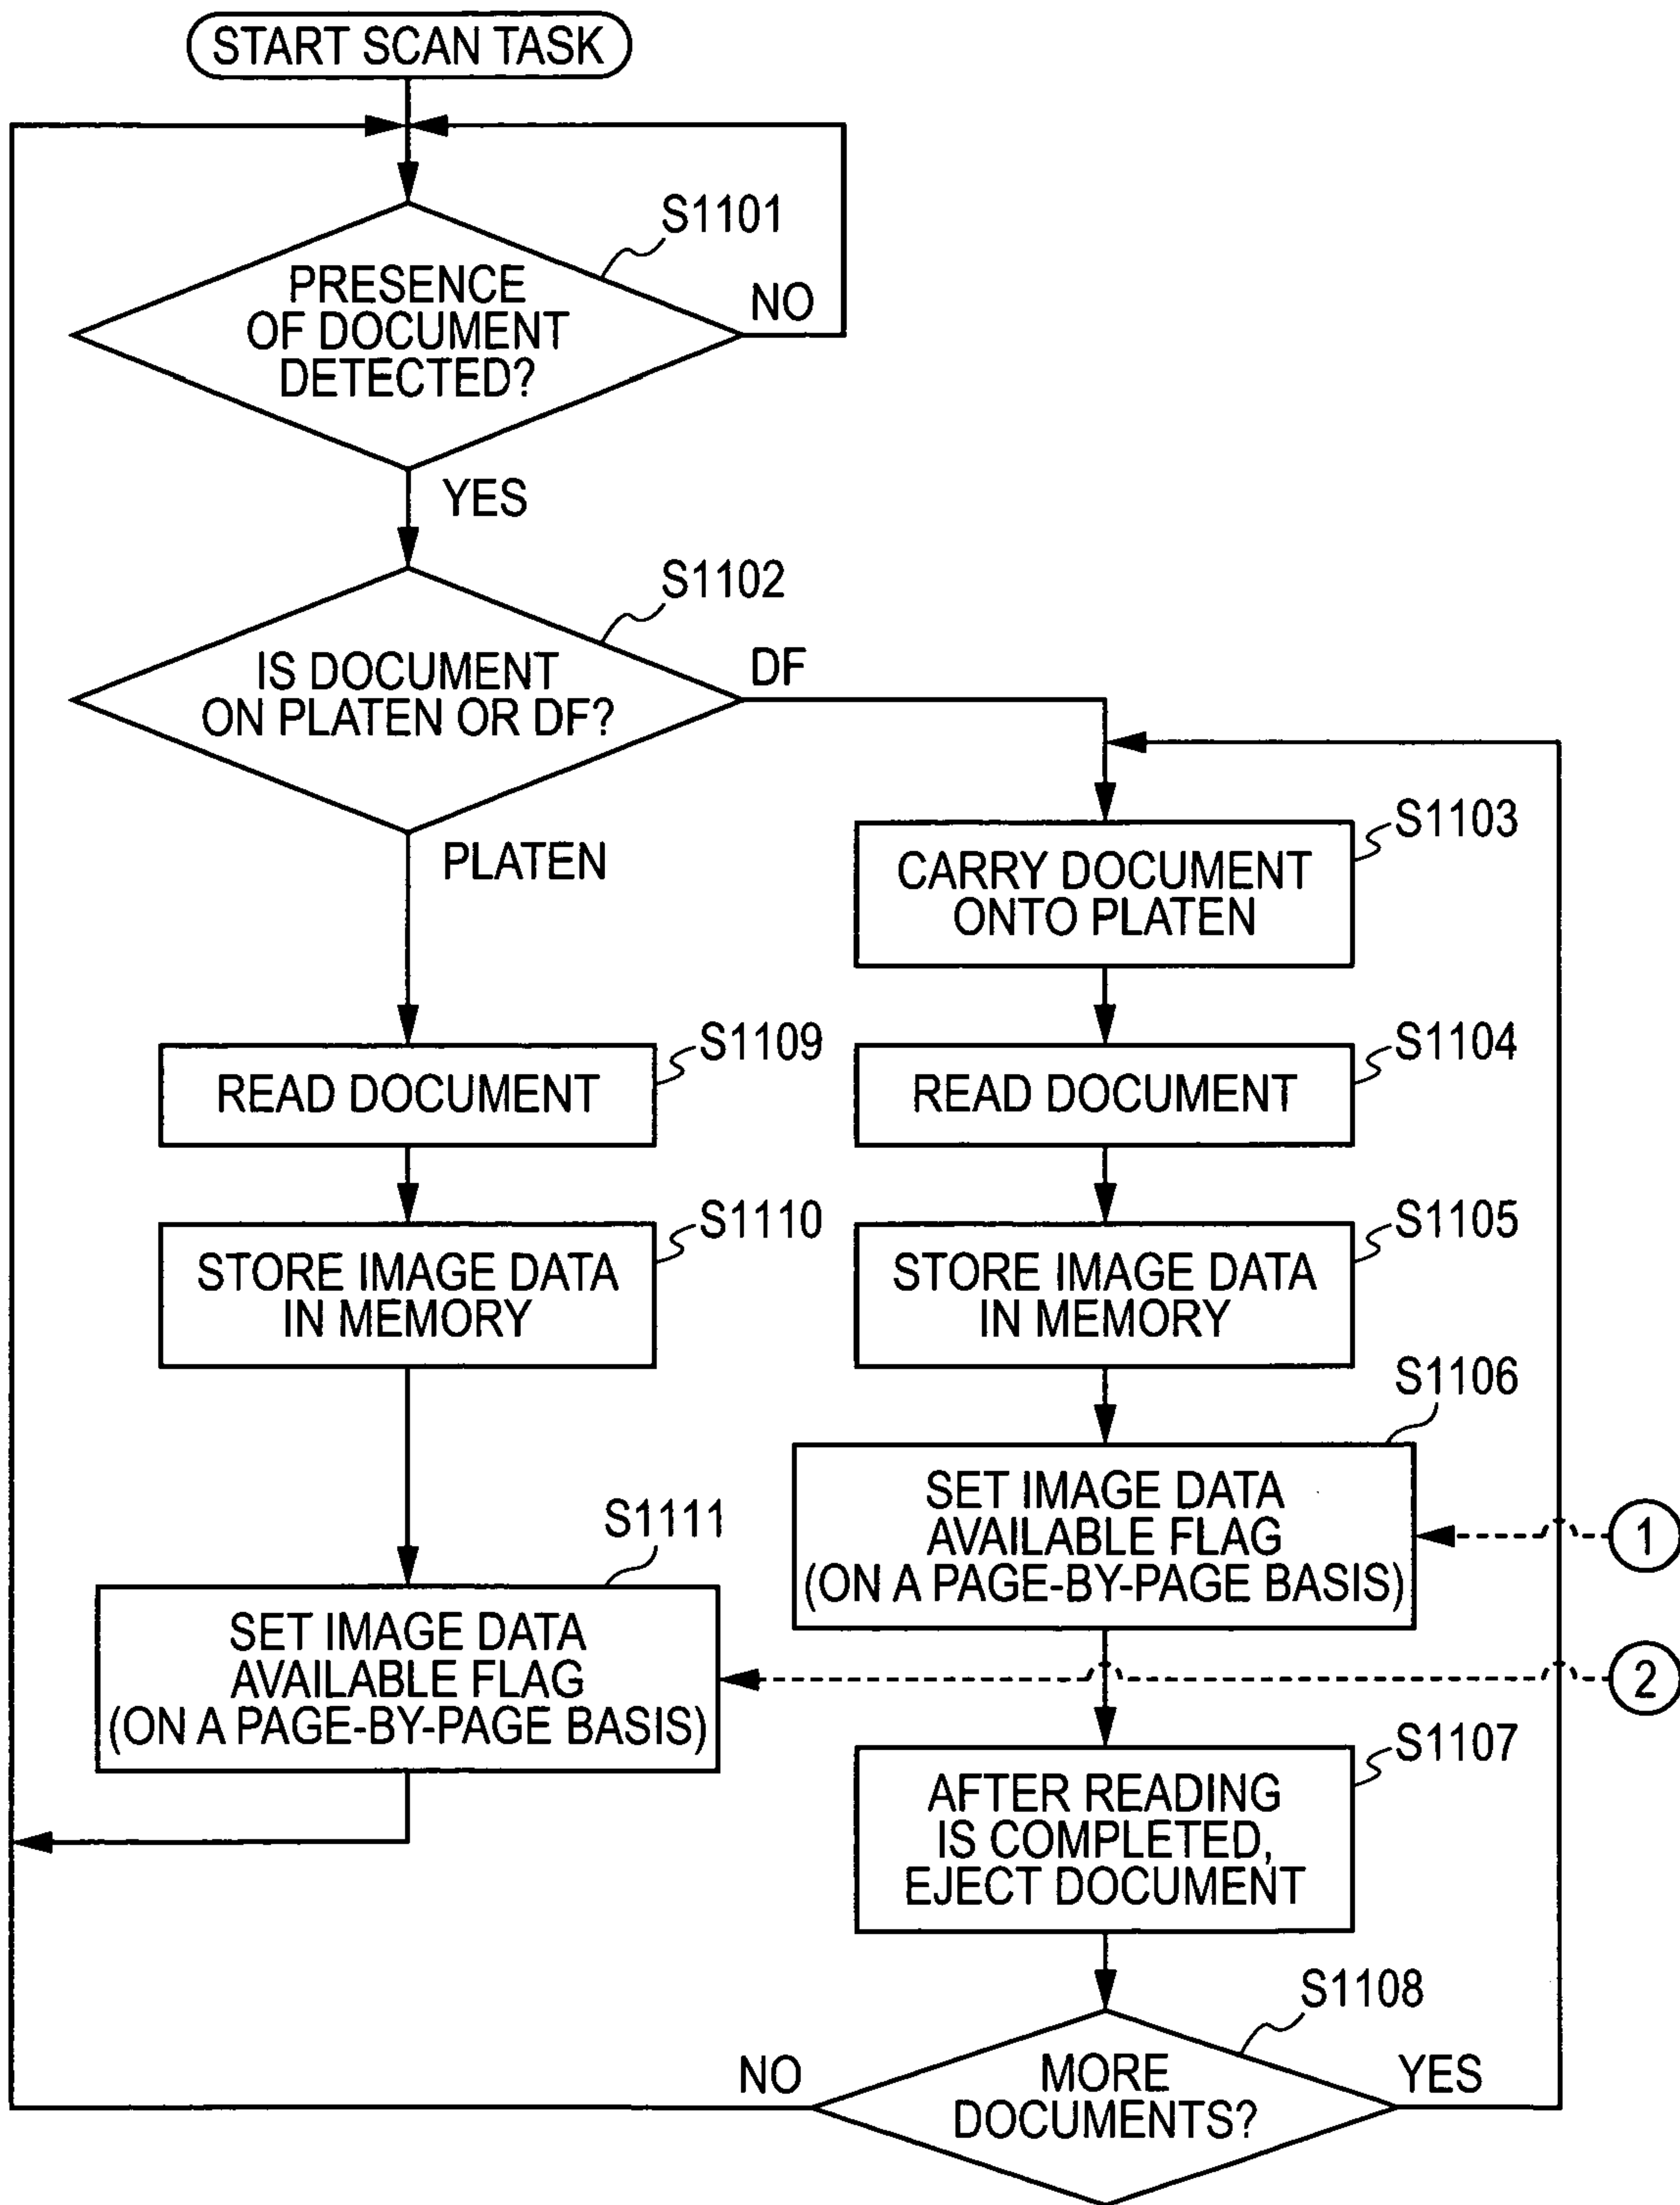 START SCAN TASK
S1101
PRESENCE
OF DOCUMENT
DETECTED?
NO
YES
S1102
IS DOCUMENT
ON PLATEN OR DF?
DF
PLATEN
S1103
CARRY DOCUMENT
ONTO PLATEN
S1109
READ DOCUMENT
S1104
READ DOCUMENT
S1110
STORE IMAGE DATA
IN MEMORY
S1105
STORE IMAGE DATA
IN MEMORY
S1106
SET IMAGE DATA
AVAILABLE FLAG
(ON A PAGE-BY-PAGE BASIS)
1
S1111
SET IMAGE DATA
AVAILABLE FLAG
(ON A PAGE-BY-PAGE BASIS)
2
S1107
AFTER READING
IS COMPLETED,
EJECT DOCUMENT
S1108
MORE
DOCUMENTS?
NO
YES